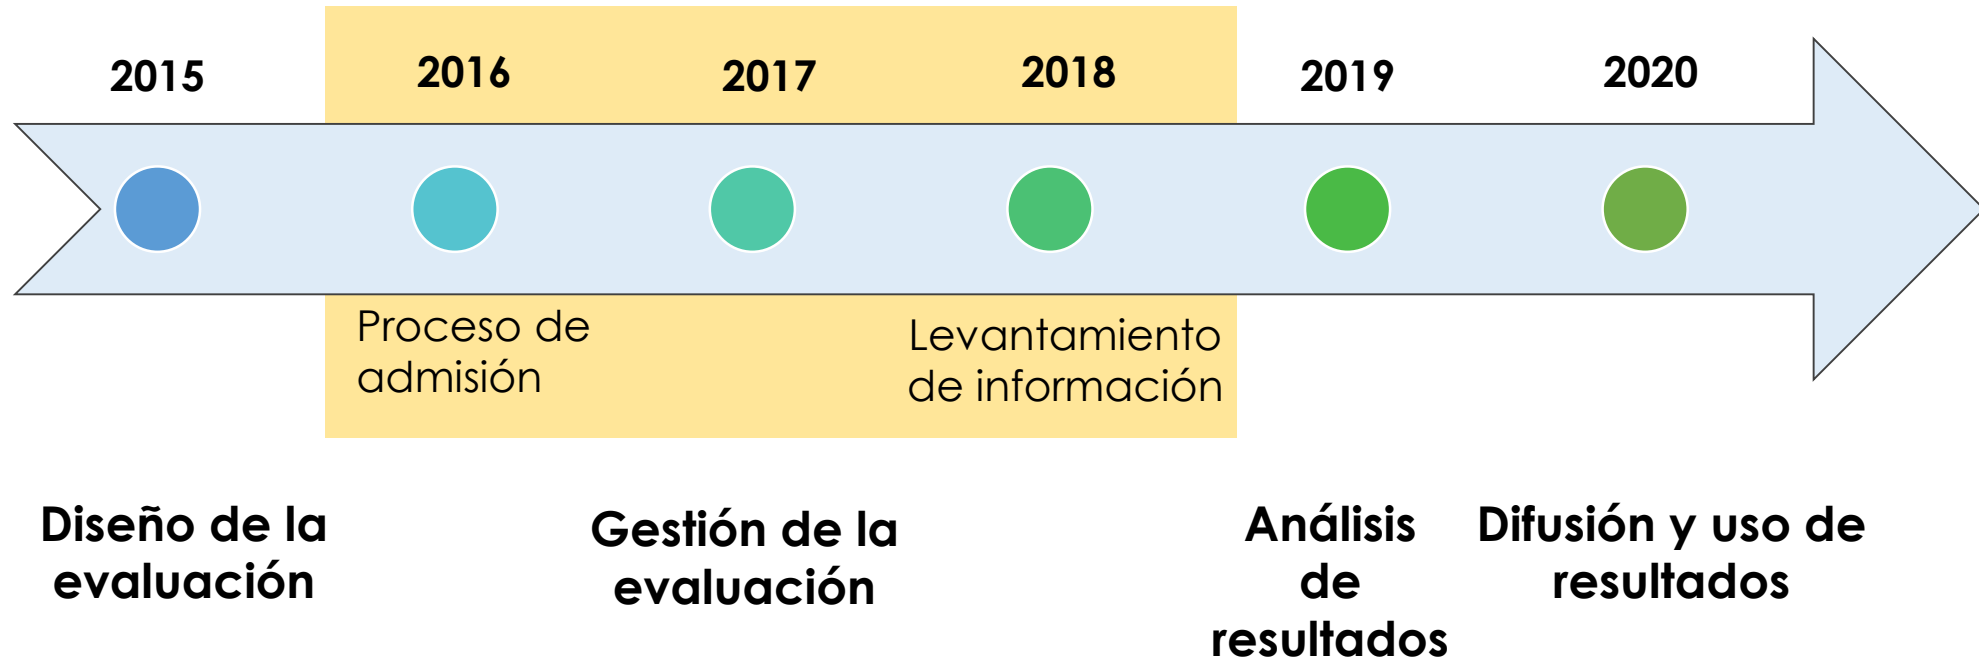 2015
2016
2017
2018
2019
2020
Proceso de
admisión
Levantamiento
de información
Diseño de la
evaluación
Gestión de la
evaluación
Análisis
de
resultados
Difusión y uso de
resultados